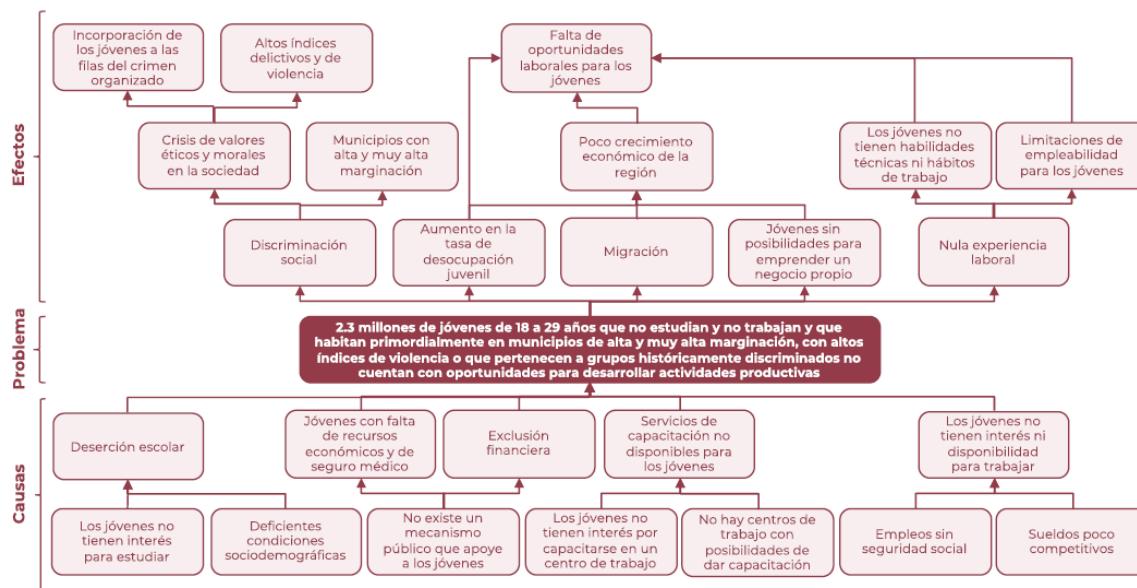 Efectos
Incorporación de
los jóvenes a las
filas del crimen
organizado
Altos índices
delictivos y de
violencia
Falta de
oportunidades
laborales para los
jóvenes
Crisis de valores
éticos y morales
en la sociedad
Municipios con
alta y muy alta
marginación
Poco crecimiento
económico de la
región
Los jóvenes no
tienen habilidades
técnicas ni hábitos
de trabajo
Limitaciones de
empleabilidad
para los jóvenes
Discriminación
social
Aumento en la
tasa de
desocupación
juvenil
Migración
Jóvenes sin
posibilidades para
emprender un
negocio propio
Nula experiencia
laboral
Problema
2.3 millones de jóvenes de 18 a 29 años que no estudian y no trabajan y que
habitan primordialmente en municipios de alta y muy alta marginación, con altos
índices de violencia o que pertenecen a grupos históricamente discriminados no
cuentan con oportunidades para desarrollar actividades productivas
Causas
Deserción escolar
Jóvenes con falta
de recursos
económicos y de
seguro médico
Exclusión
financiera
Servicios de
capacitación no
disponibles para
los jóvenes
Los jóvenes no
tienen interés ni
disponibilidad
para trabajar
Los jóvenes no
tienen interés
para estudiar
Deficientes
condiciones
sociodemográficas
No existe un
mecanismo
público que apoye
a los jóvenes
Los jóvenes no
tienen interés por
capacitarse en un
centro de trabajo
No hay centros de
trabajo con
posibilidades de
dar capacitación
Empleos sin
seguridad social
Sueldos poco
competitivos